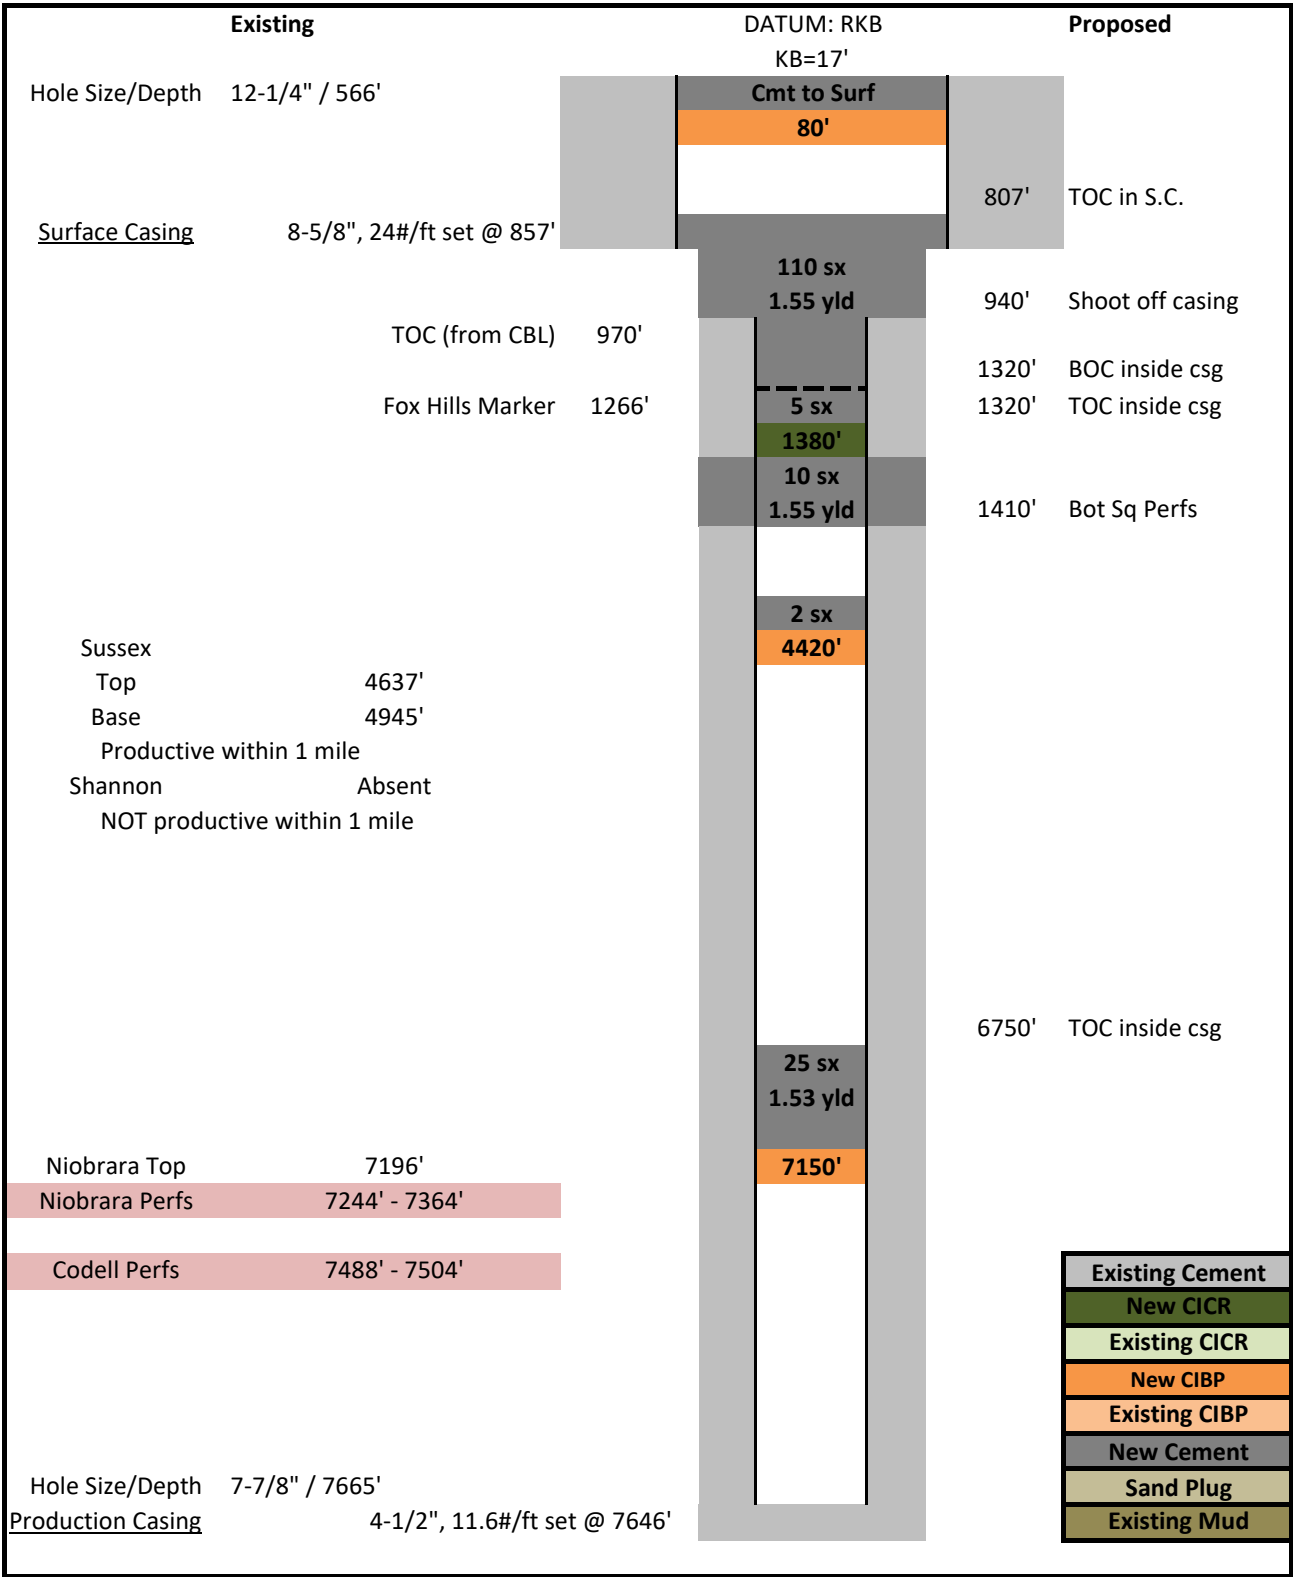 Existing DATUM: RKB Proposed
KB=17'
Hole Size/Depth 12-1/4" / 566' Cmt to Surf
80'
807' TOC in S.C.
Surface Casing 8-5/8", 24#/ft set @ 857'
110 sx
1.55 yld 940' Shoot off casing
TOC (from CBL) 970'
1320' BOC inside csg
Fox Hills Marker 1266' 5 sx 1320' TOC inside csg
1380'
10 sx
1.55 yld 1410' Bot Sq Perfs
2 sx
Sussex 4420'
Top 4637'
Base 4945'
Productive within 1 mile
Shannon Absent
NOT productive within 1 mile
6750' TOC inside csg
25 sx
1.53 yld
Niobrara Top 7196' 7150'
Niobrara Perfs 7244' - 7364'
Codell Perfs 7488' - 7504'
Existing Cement
New CICR
Existing CICR
New CIBP
Existing CIBP
New Cement
Hole Size/Depth 7-7/8" / 7665' Sand Plug
Production Casing 4-1/2", 11.6#/ft set @ 7646' Existing Mud